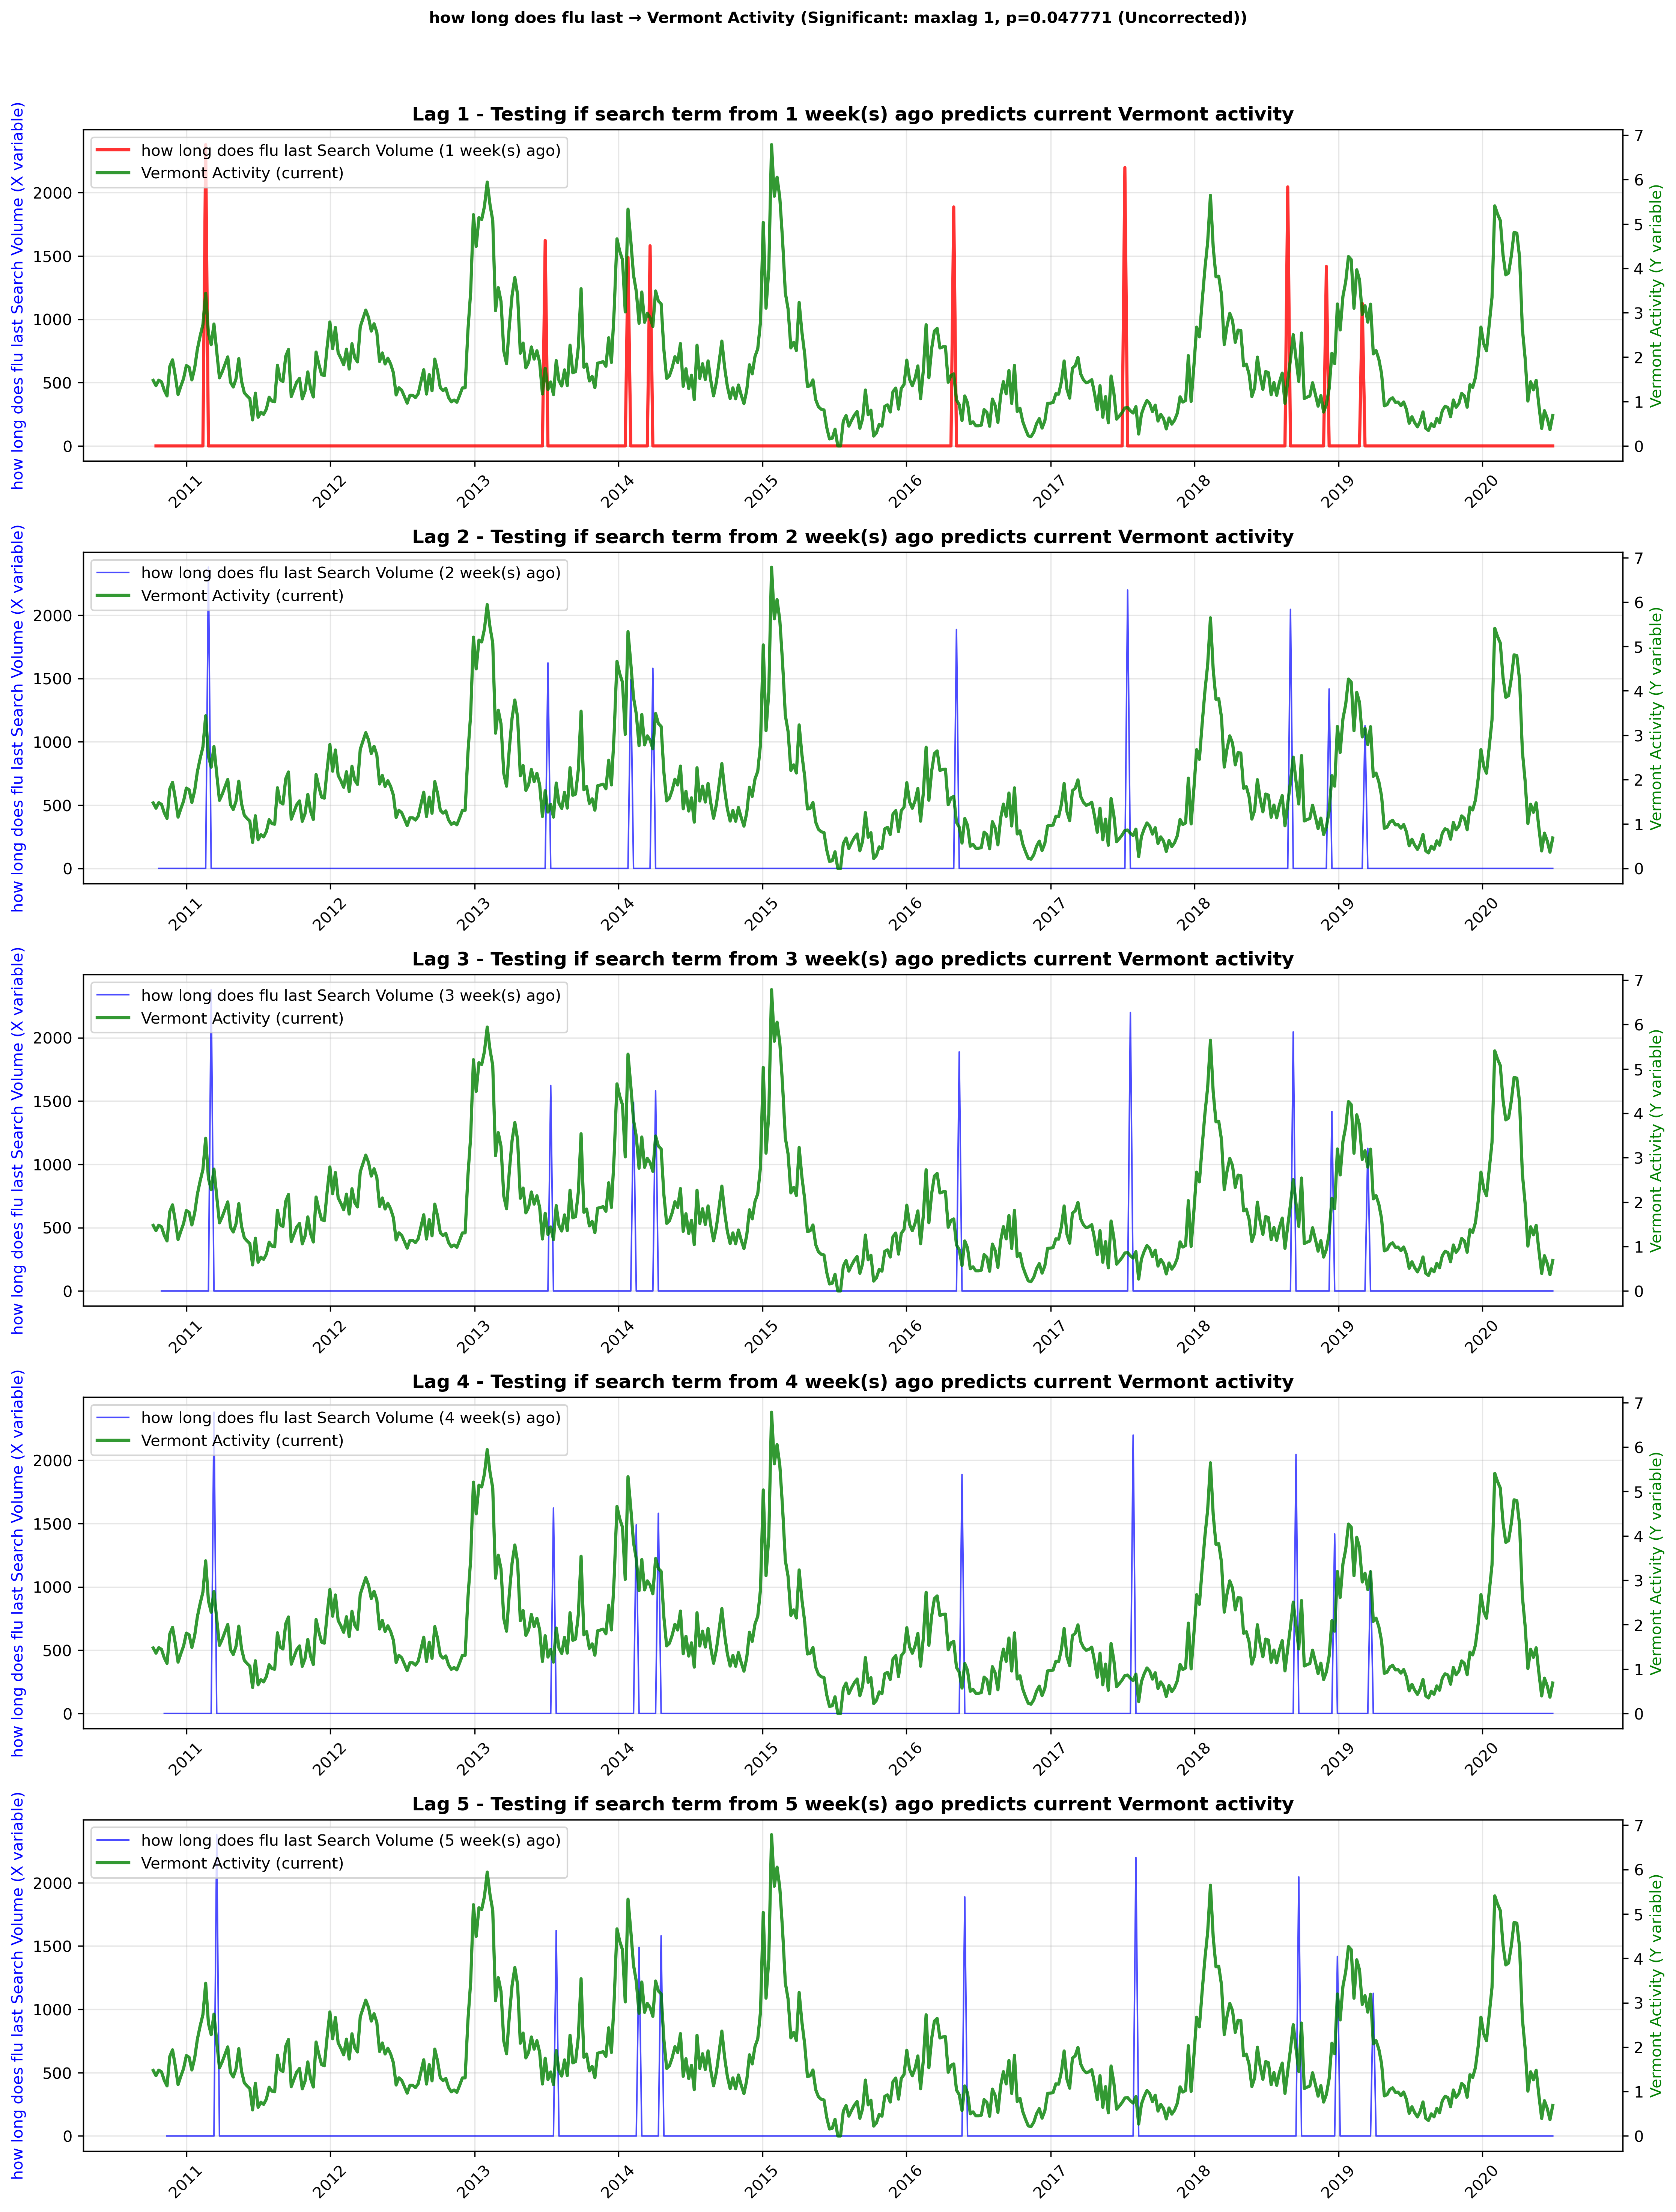 how long does flu last → Vermont Activity (Significant: maxlag 1, p=0.047771 (Uncorrected))
Lag 1 - Testing if search term from 1 week(s) ago predicts current Vermont activity
how long does flu last Search Volume (X variable)
how long does flu last Search Volume (1 week(s) ago)
Vermont Activity (current)
2000
1500
1000
500
0
7
6
5
4
3
2
1
0
Vermont Activity (Y variable)
2011 2012 2013 2014 2015 2016 2017 2018 2019 2020
Lag 2 - Testing if search term from 2 week(s) ago predicts current Vermont activity
how long does flu last Search Volume (X variable)
how long does flu last Search Volume (2 week(s) ago)
Vermont Activity (current)
2000
1500
1000
500
0
7
6
5
4
3
2
1
0
Vermont Activity (Y variable)
2011 2012 2013 2014 2015 2016 2017 2018 2019 2020
Lag 3 - Testing if search term from 3 week(s) ago predicts current Vermont activity
how long does flu last Search Volume (X variable)
how long does flu last Search Volume (3 week(s) ago)
Vermont Activity (current)
2000
1500
1000
500
0
7
6
5
4
3
2
1
0
Vermont Activity (Y variable)
2011 2012 2013 2014 2015 2016 2017 2018 2019 2020
Lag 4 - Testing if search term from 4 week(s) ago predicts current Vermont activity
how long does flu last Search Volume (X variable)
how long does flu last Search Volume (4 week(s) ago)
Vermont Activity (current)
2000
1500
1000
500
0
7
6
5
4
3
2
1
0
Vermont Activity (Y variable)
2011 2012 2013 2014 2015 2016 2017 2018 2019 2020
Lag 5 - Testing if search term from 5 week(s) ago predicts current Vermont activity
how long does flu last Search Volume (X variable)
how long does flu last Search Volume (5 week(s) ago)
Vermont Activity (current)
2000
1500
1000
500
0
7
6
5
4
3
2
1
0
Vermont Activity (Y variable)
2011 2012 2013 2014 2015 2016 2017 2018 2019 2020